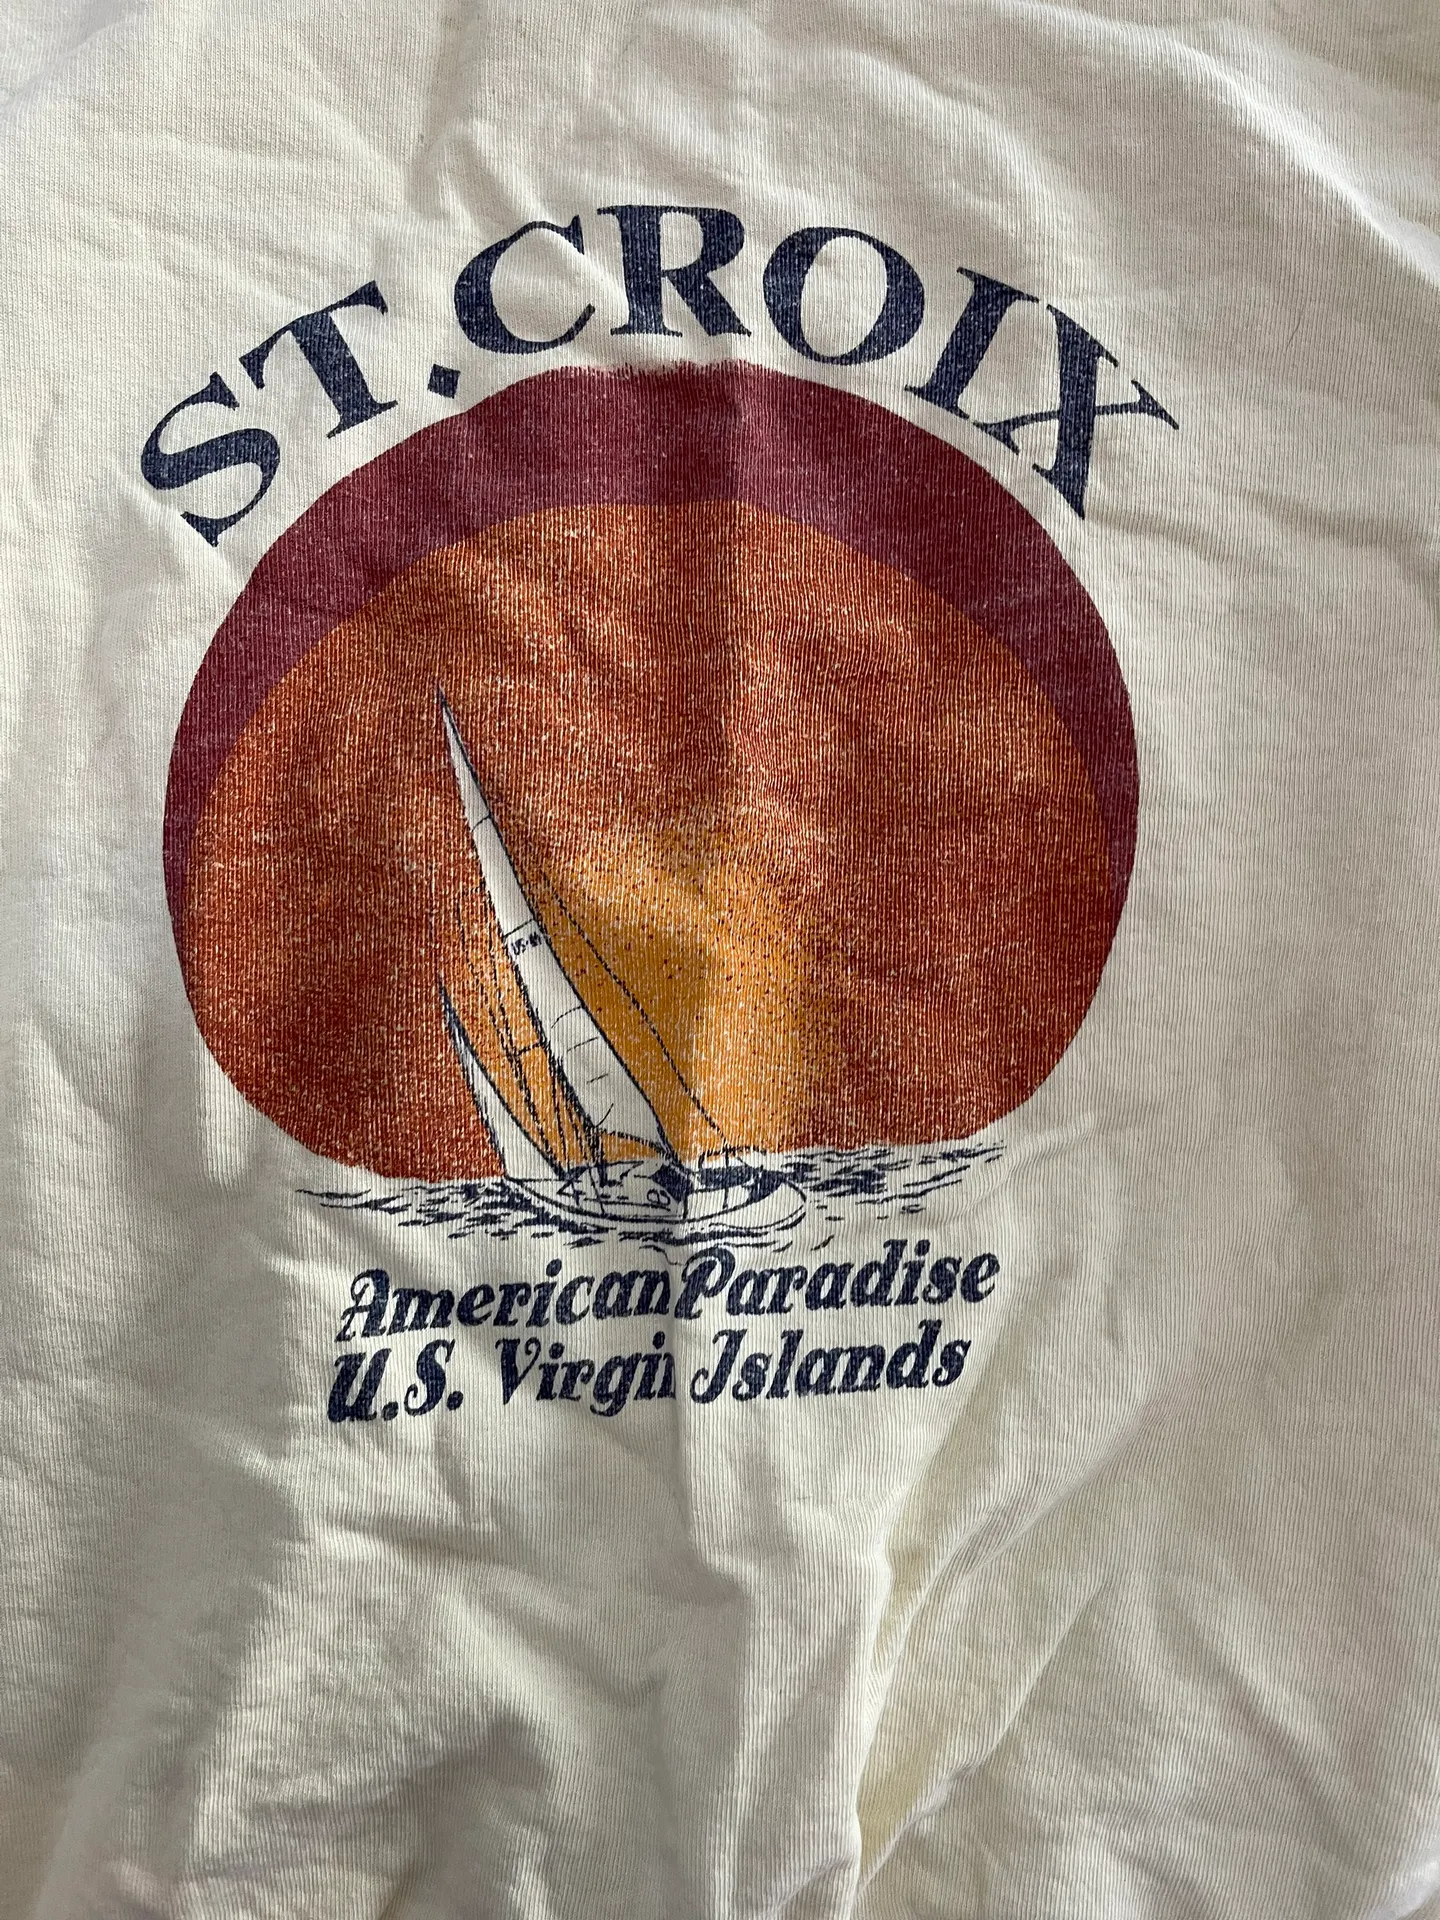 ST. CROIX
American Paradise
U.S. Virgin Islands